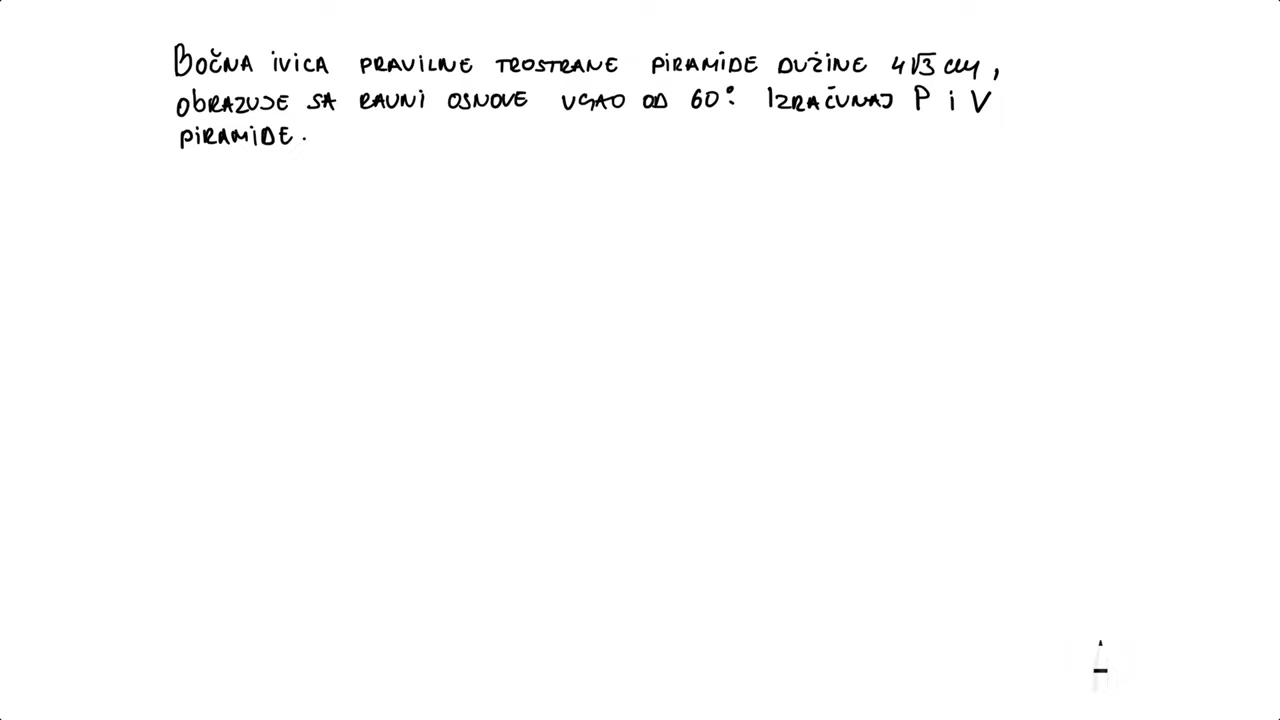 BOČNA IVICA PRAVILNE TROSTRANE PIRAMIDE DUŽINE 4√3 cm,
OBRAZUJE SA RAVNI OSNOVE UGAO OD 60°. IZRAČUNAJ P i V
PIRAMIDE.